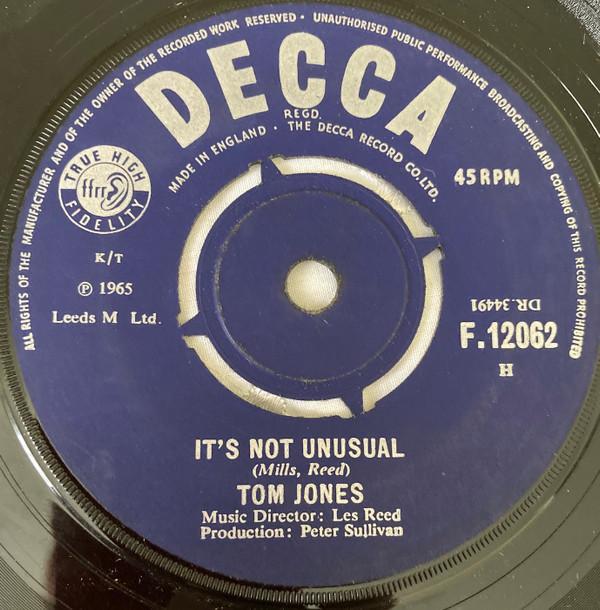 ALL RIGHTS OF THE MANUFACTURER AND OF THE OWNER OF THE RECORDED WORK RESERVED · UNAUTHORISED PUBLIC PERFORMANCE BROADCASTING AND COPYING OF THIS RECORD PROHIBITED
DECCA
REGD.
MADE IN ENGLAND · THE DECCA RECORD CO. LTD.
TRUE HIGH
ffrr
FIDELITY
45 RPM
K/T
℗ 1965
Leeds M Ltd.
DR.34491
F.12062
H
IT'S NOT UNUSUAL
(Mills, Reed)
TOM JONES
Music Director: Les Reed
Production: Peter Sullivan